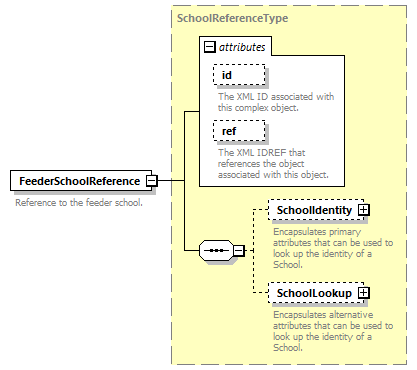 SchoolReferenceType
attributes
id
The XML ID associated with
this complex object.
ref
The XML IDREF that
references the object
associated with this object.
FeederSchoolReference
Reference to the feeder school.
SchoolIdentity
Encapsulates primary
attributes that can be used to
look up the identity of a
School.
SchoolLookup
Encapsulates alternative
attributes that can be used to
look up the identity of a
School.